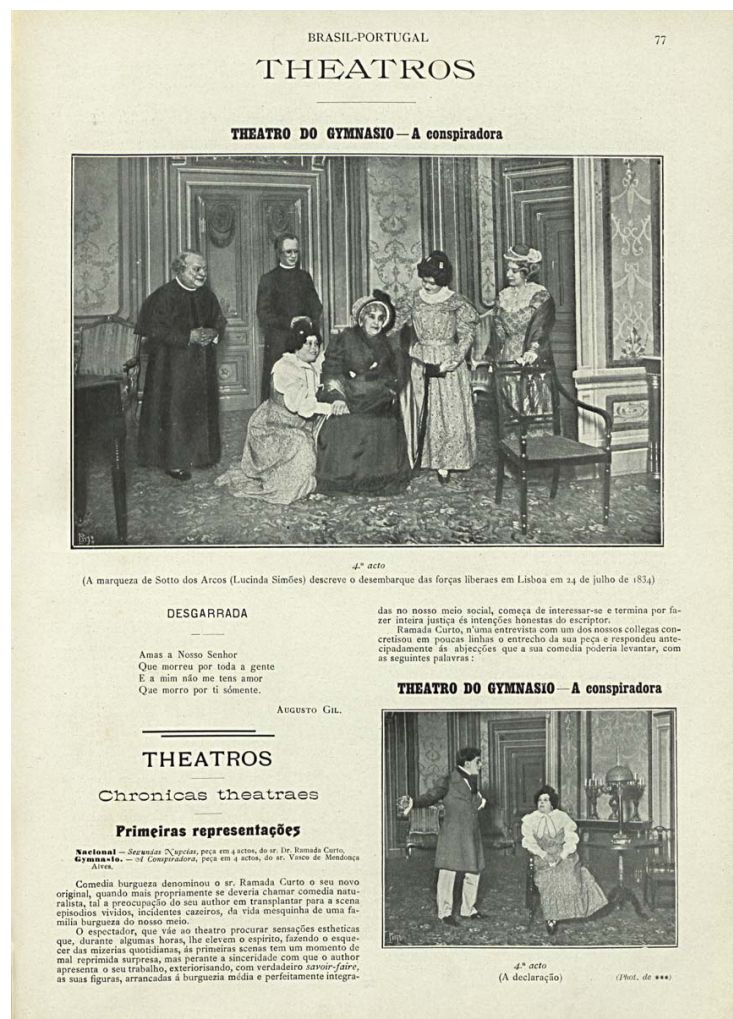 BRASIL-PORTUGAL
77
THEATROS
THEATRO DO GYMNASIO — A conspiradora
4.º acto
(A marqueza de Sotto dos Arcos (Lucinda Simões) descreve o desembarque das forças liberaes em Lisboa em 24 de julho de 1834)
DESGARRADA
Amas a Nosso Senhor
Que morreu por toda a gente
E a mim não me tens amor
Que morro por ti sómente.
AUGUSTO GIL.
THEATROS
Chronicas theatraes
Primeiras representações
Nacional — Segundas Nupcias, peça em 4 actos, do sr. Dr. Ramada Curto,
Gymnasio. — A Conspiradora, peça em 4 actos, do sr. Vasco de Mendonça
Alves.
Comedia burgueza denominou o sr. Ramada Curto o seu novo
original, quando mais propriamente se deveria chamar comedia natu-
ralista, tal a preocupação do seu author em transplantar para a scena
episodios vividos, incidentes cazeiros, da vida mesquinha de uma fa-
milia burgueza do nosso meio.
O espectador, que váe ao theatro procurar sensações estheticas
que, durante algumas horas, lhe elevem o espirito, fazendo o esque-
cer das mizerias quotidianas, ás primeiras scenas tem um momento de
mal reprimida surpresa, mas perante a sinceridade com que o author
apresenta o seu trabalho, exteriorisando, com verdadeiro savoir-faire,
as suas figuras, arrancadas á burguezia média e perfeitamente integra-
das no nosso meio social, começa de interessar-se e termina por fa-
zer inteira justiça és intenções honestas do escriptor.
Ramada Curto, n'uma entrevista com um dos nossos collegas con-
cretisou em poucas linhas o entrecho da sua peça e respondeu ante-
cipadamente ás abjecções que a sua comedia poderia levantar, com
as seguintes palavras :
THEATRO DO GYMNASIO — A conspiradora
4.º acto
(A declaração)
(Phot. de ***)